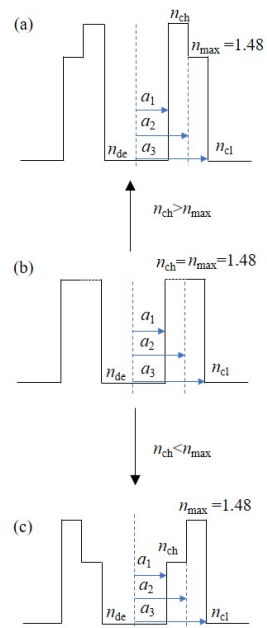 (a)
n_ch
n_max =1.48
a_1
a_2
n_de
a_3
n_cl
n_ch>n_max
(b)
n_ch=n_max=1.48
a_1
a_2
n_de
a_3
n_cl
n_ch<n_max
n_max =1.48
(c)
n_ch
a_1
a_2
n_de
a_3
n_cl